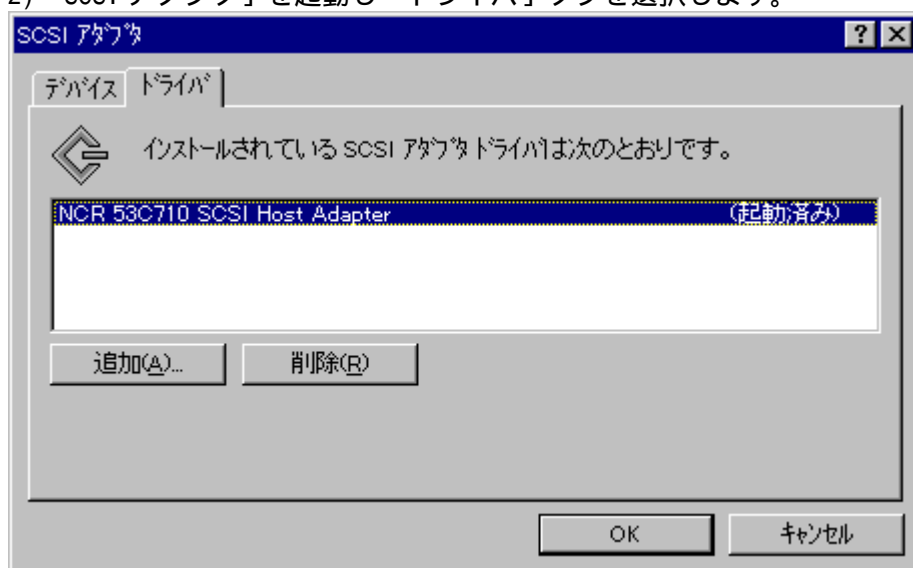 2) 「SCSI アダプタ」を起動し「ドライバ」タブを選択します。
SCSI アダプタ
デバイス ドライバ
インストールされている SCSI アダプタ ドライバは次のとおりです。
NCR 53C710 SCSI Host Adapter (起動済み)
追加(A)... 削除(R)
OK キャンセル